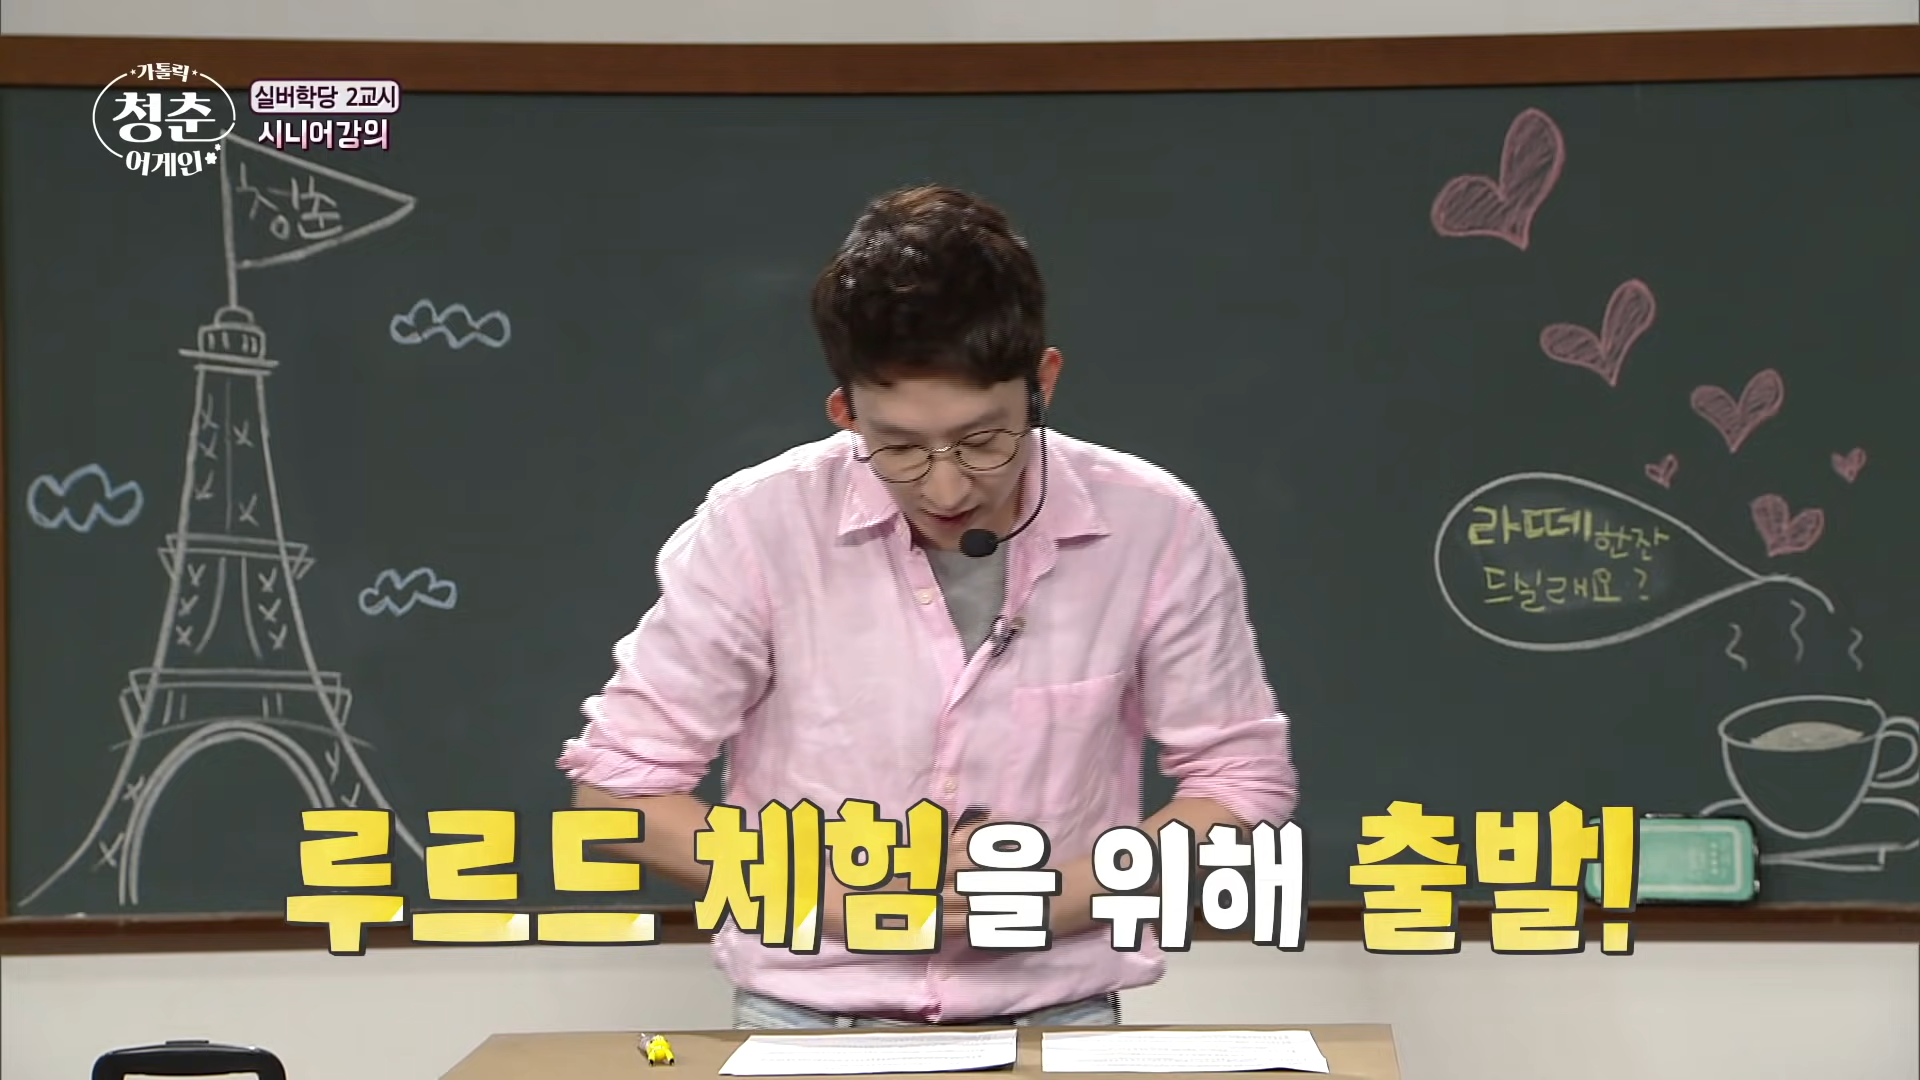 가톨릭
청춘
어게인
실버학당 2교시
시니어강의
청춘
라떼 한잔
드실래요?
루르드 체험을 위해 출발!